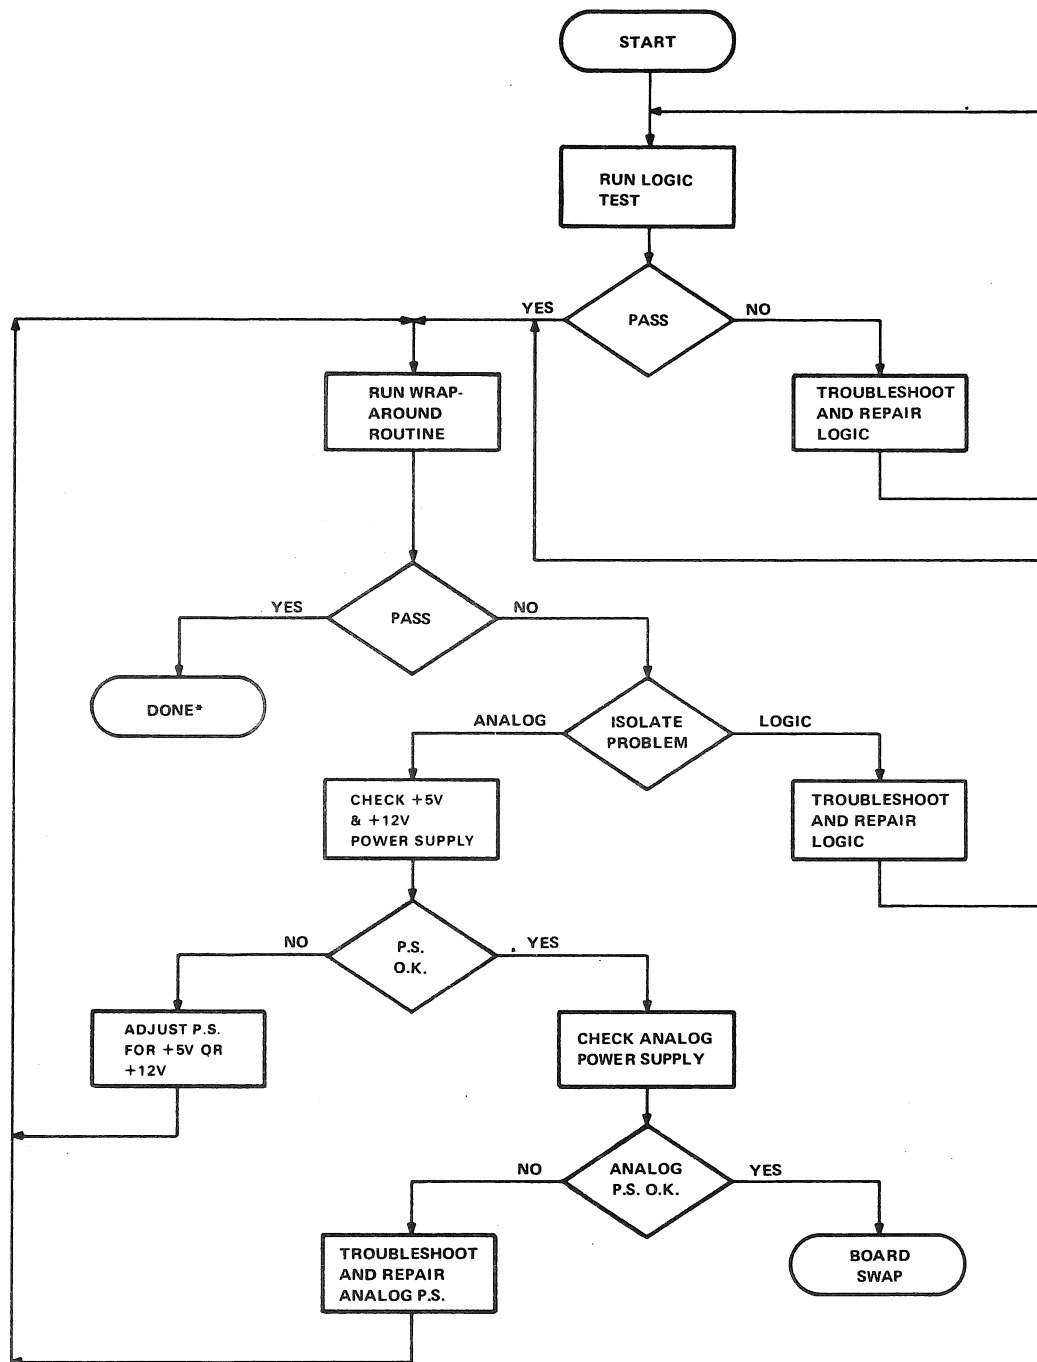 START
RUN LOGIC
TEST
YES
PASS
NO
RUN WRAP-
AROUND
ROUTINE
TROUBLESHOOT
AND REPAIR
LOGIC
YES
PASS
NO
DONE*
ANALOG
ISOLATE
PROBLEM
LOGIC
CHECK +5V
& +12V
POWER SUPPLY
TROUBLESHOOT
AND REPAIR
LOGIC
NO
P.S.
O.K.
YES
ADJUST P.S.
FOR +5V OR
+12V
CHECK ANALOG
POWER SUPPLY
NO
ANALOG
P.S. O.K.
YES
TROUBLESHOOT
AND REPAIR
ANALOG P.S.
BOARD
SWAP